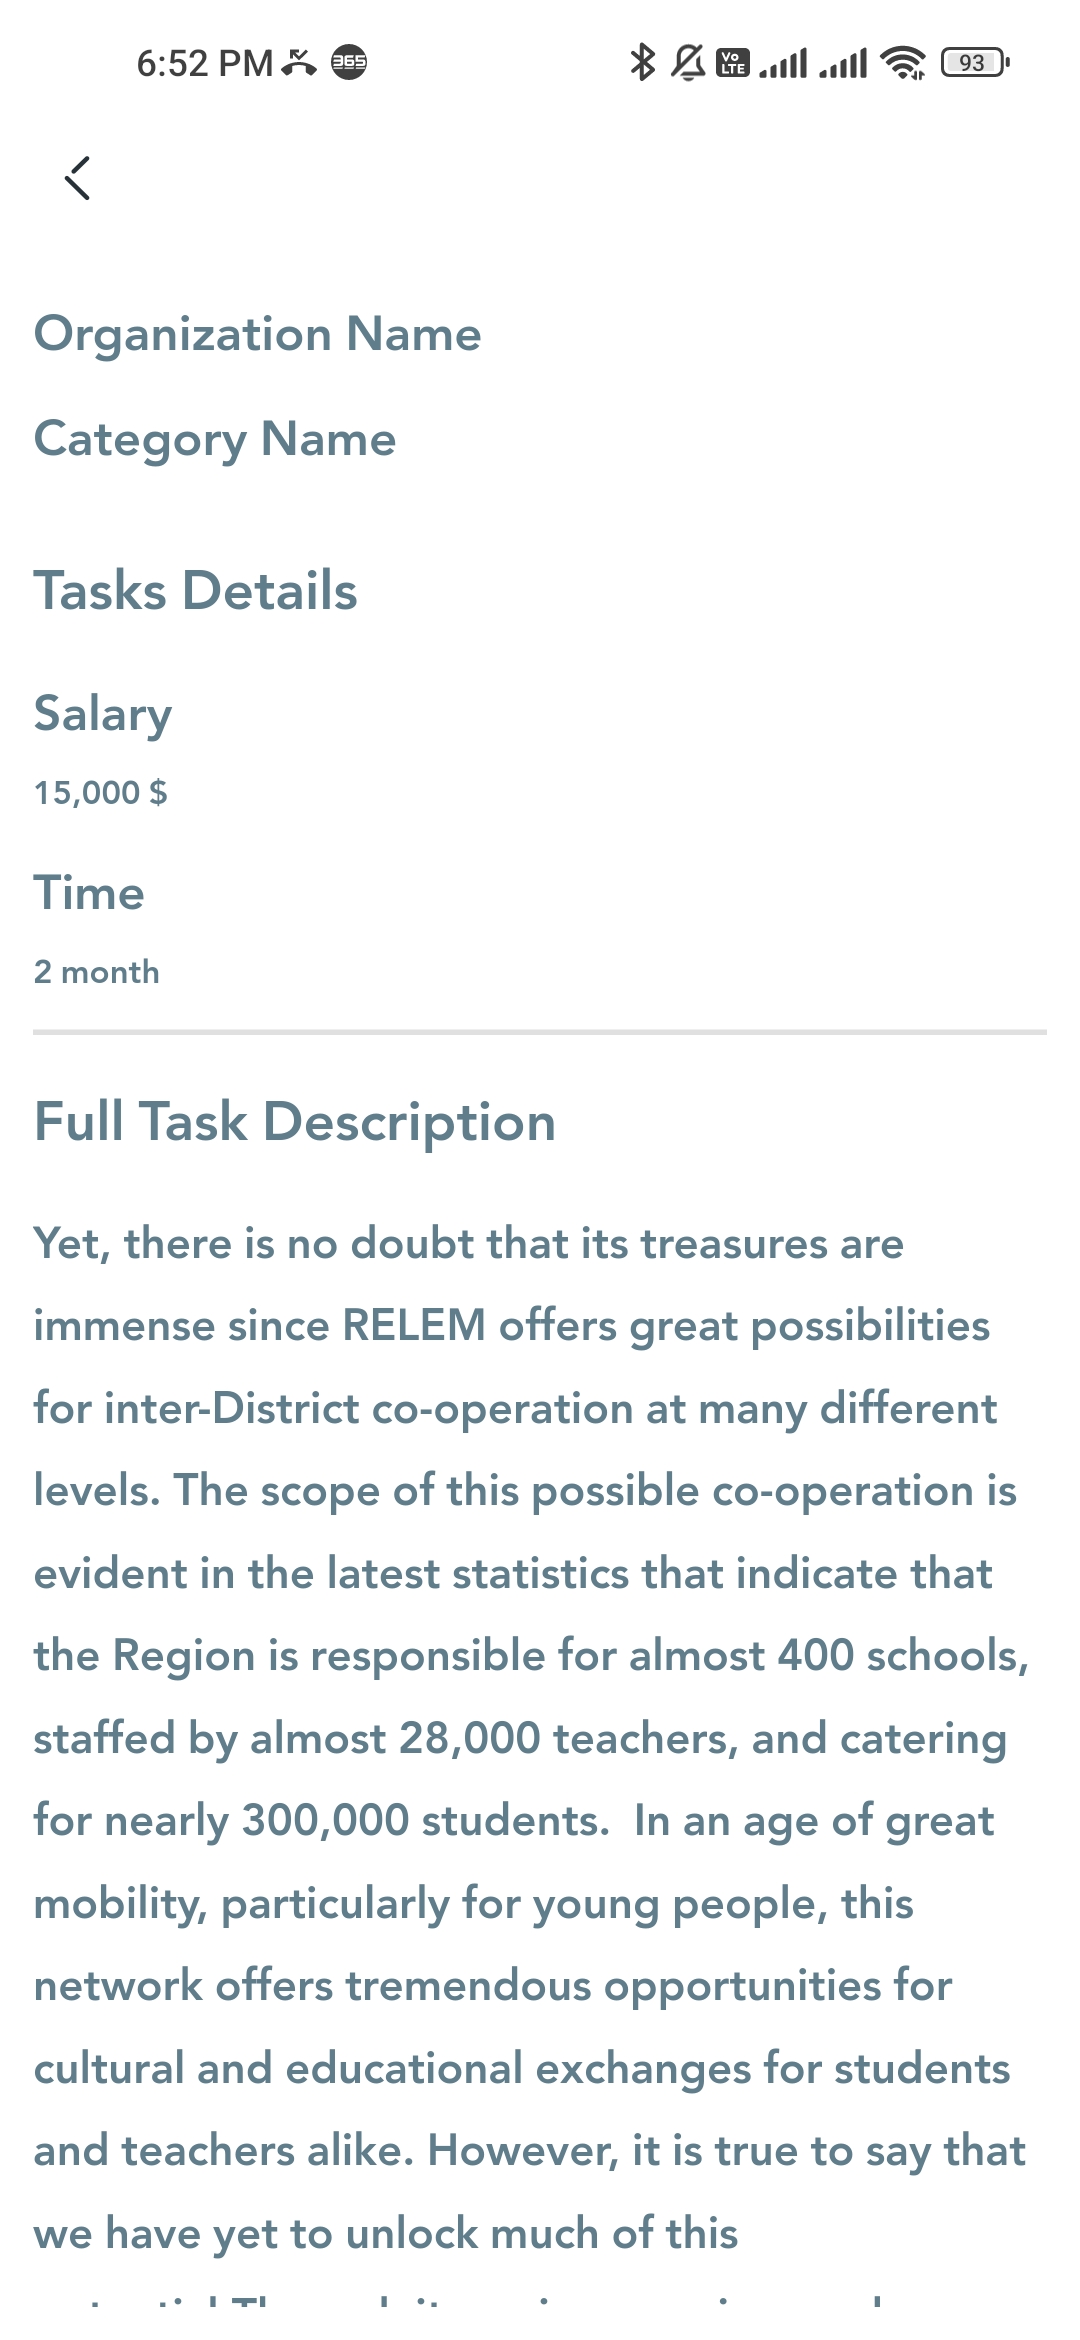 6:52 PM 365 Vo LTE 93
Organization Name
Category Name
Tasks Details
Salary
15,000 $
Time
2 month
Full Task Description
Yet, there is no doubt that its treasures are
immense since RELEM offers great possibilities
for inter-District co-operation at many different
levels. The scope of this possible co-operation is
evident in the latest statistics that indicate that
the Region is responsible for almost 400 schools,
staffed by almost 28,000 teachers, and catering
for nearly 300,000 students.  In an age of great
mobility, particularly for young people, this
network offers tremendous opportunities for
cultural and educational exchanges for students
and teachers alike. However, it is true to say that
we have yet to unlock much of this